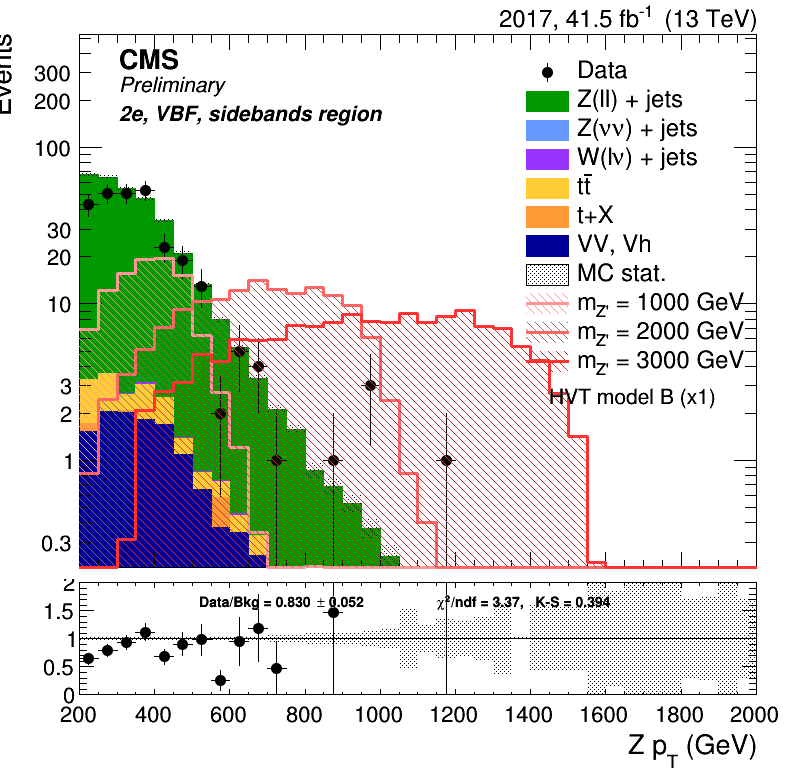 2017, 41.5 fb⁻¹ (13 TeV)
Events
CMS
Preliminary
2e, VBF, sidebands region
Data
Z(ll) + jets
Z(νν) + jets
W(lν) + jets
tt̄
t+X
VV, Vh
MC stat.
m_Z' = 1000 GeV
m_Z' = 2000 GeV
m_Z' = 3000 GeV
HVT model B (x1)
300
200
100
30
20
10
3
2
1
0.3
Data/Bkg = 0.830 ± 0.052
χ²/ndf = 3.37, K-S = 0.394
2
1.5
1
0.5
0
200 400 600 800 1000 1200 1400 1600 1800 2000
Z p_T (GeV)